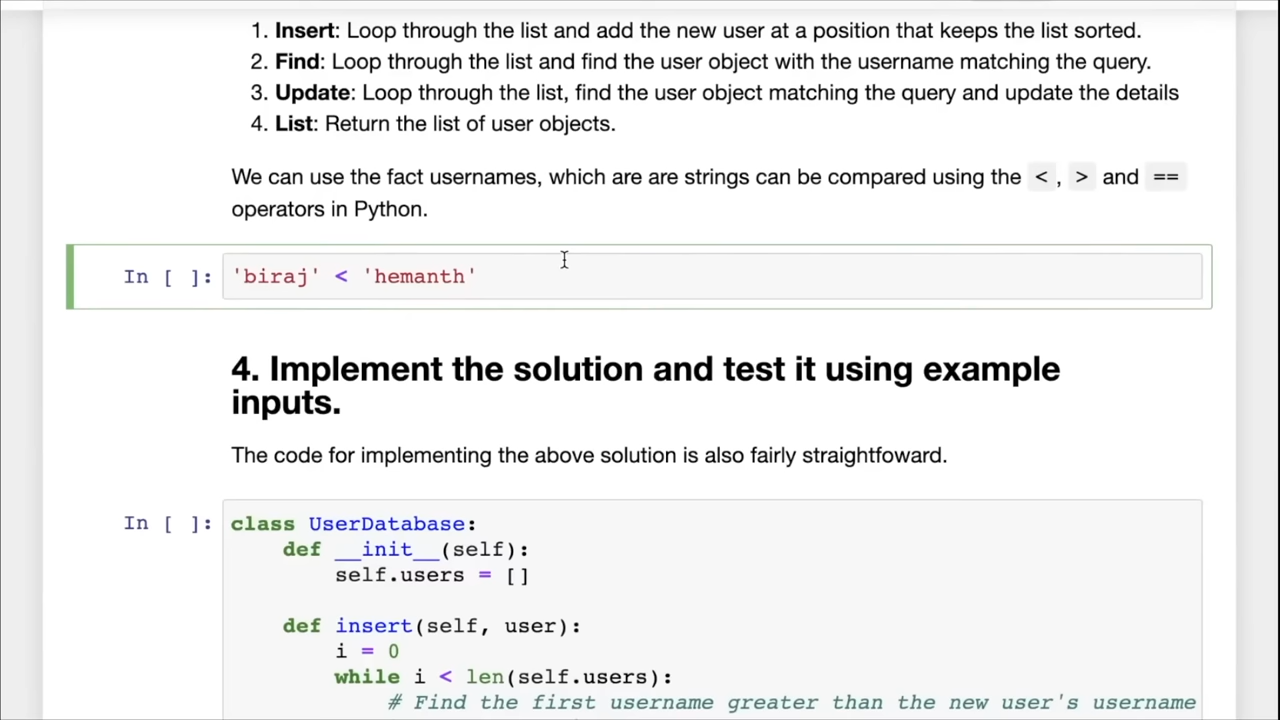 1. Insert: Loop through the list and add the new user at a position that keeps the list sorted.
2. Find: Loop through the list and find the user object with the username matching the query.
3. Update: Loop through the list, find the user object matching the query and update the details
4. List: Return the list of user objects.
We can use the fact usernames, which are are strings can be compared using the < , > and ==
operators in Python.
In [ ]: 'biraj' < 'hemanth'
4. Implement the solution and test it using example
inputs.
The code for implementing the above solution is also fairly straightfoward.
In [ ]: class UserDatabase:
    def __init__(self):
        self.users = []
    def insert(self, user):
        i = 0
        while i < len(self.users):
            # Find the first username greater than the new user's username